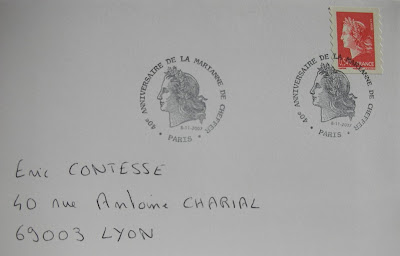 40e ANNIVERSAIRE DE LA MARIANNE DE CHEFFER
PARIS
40e ANNIVERSAIRE DE LA MARIANNE DE CHEFFER
PARIS
FRANCE
Eric CONTESSE
40 rue Antoine CHARIAL
69003 LYON